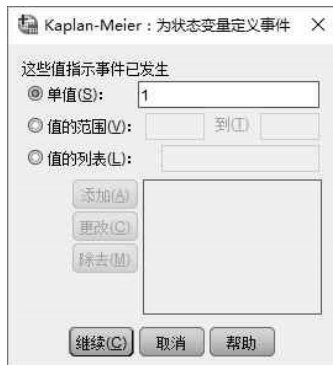 Kaplan-Meier：为状态变量定义事件
这些值指示事件已发生
单值(S)： 1
值的范围(V)： 到(T)
值的列表(L)：
添加(A)
更改(C)
除去(M)
继续(C) 取消 帮助